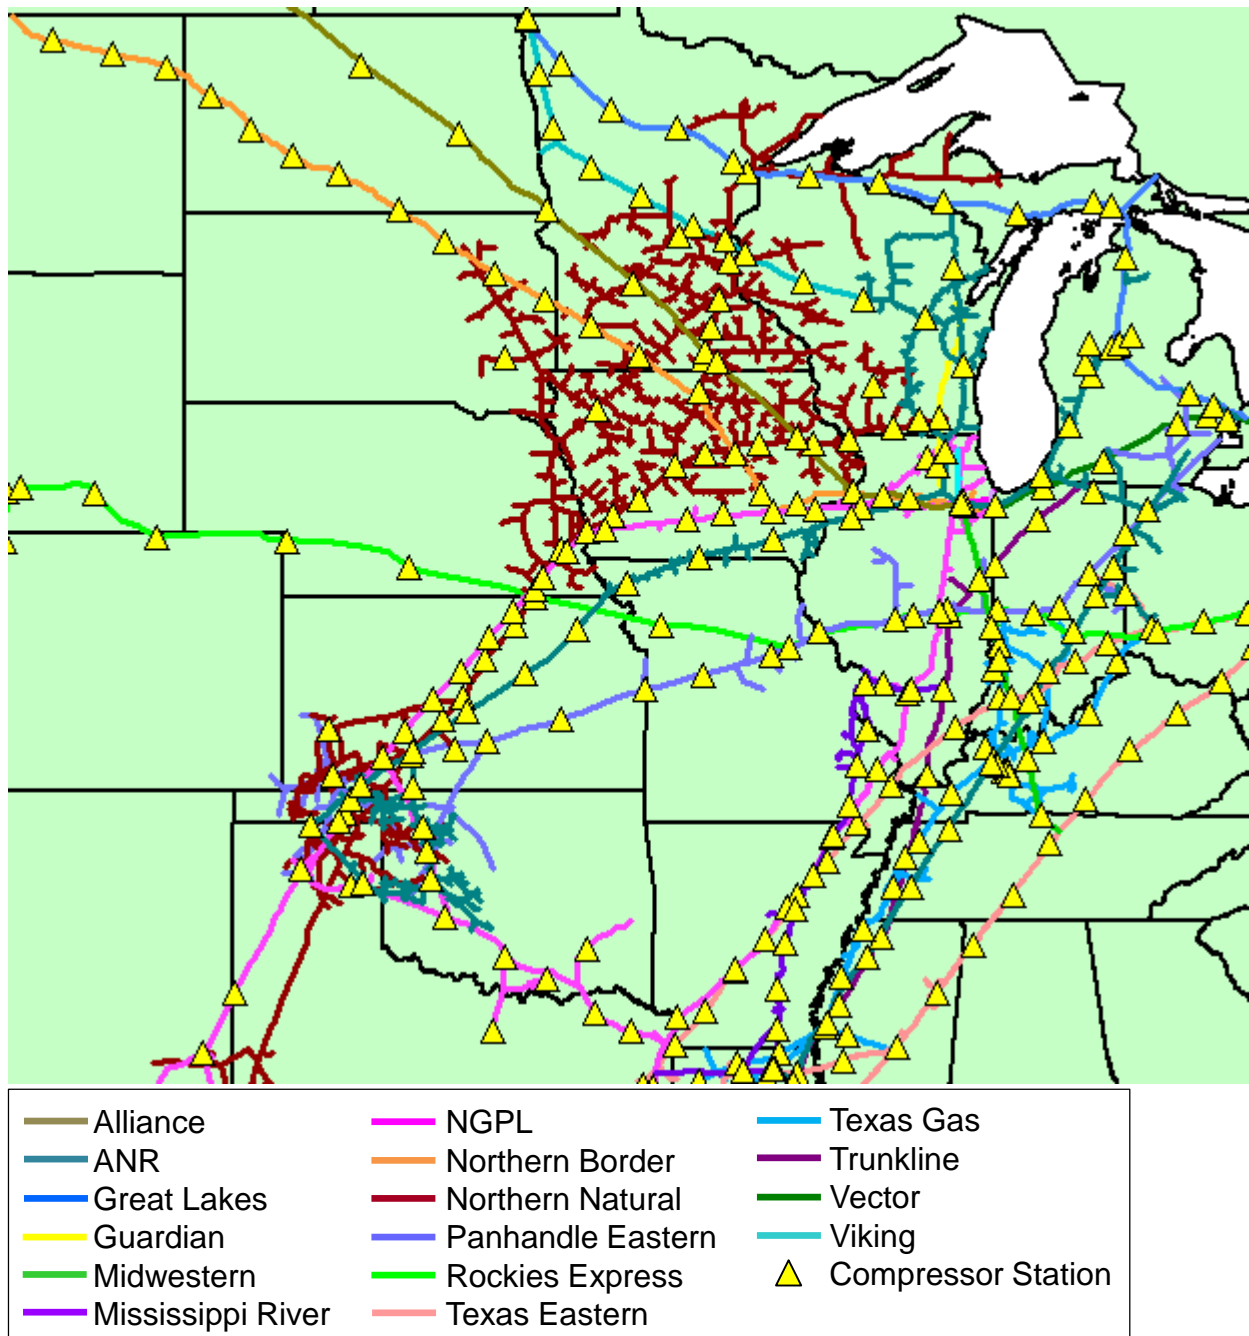 Alliance
ANR
Great Lakes
Guardian
Midwestern
Mississippi River
NGPL
Northern Border
Northern Natural
Panhandle Eastern
Rockies Express
Texas Eastern
Texas Gas
Trunkline
Vector
Viking
Compressor Station